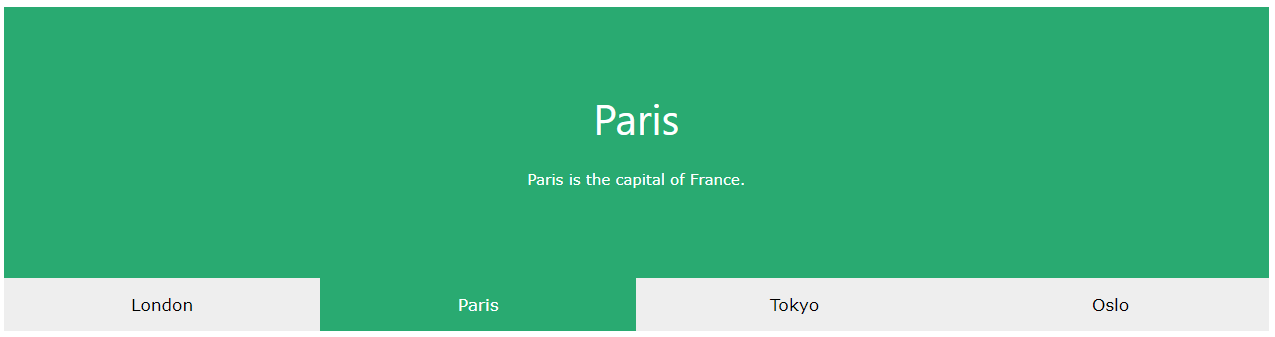 Paris
Paris is the capital of France.
London Paris Tokyo Oslo